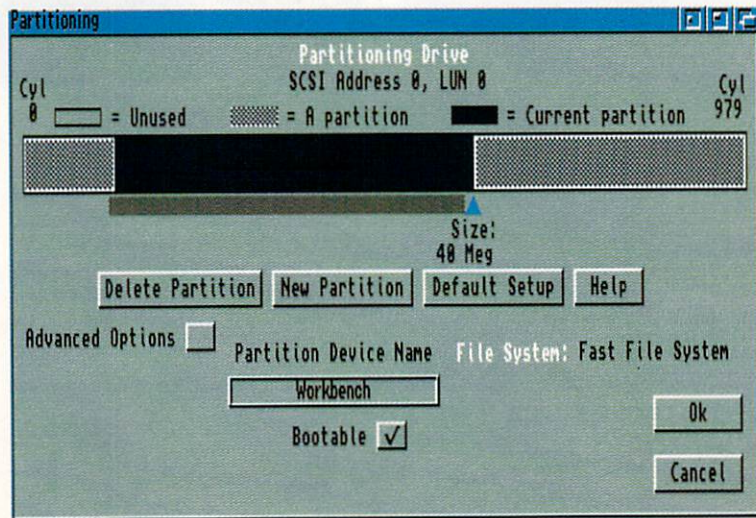 Partitioning
Partitioning Drive
SCSI Address 0, LUN 0
Cyl
0
= Unused
= A partition
= Current partition
Cyl
979
Size:
40 Meg
Delete Partition
New Partition
Default Setup
Help
Advanced Options
Partition Device Name
File System: Fast File System
Workbench
Bootable
Ok
Cancel